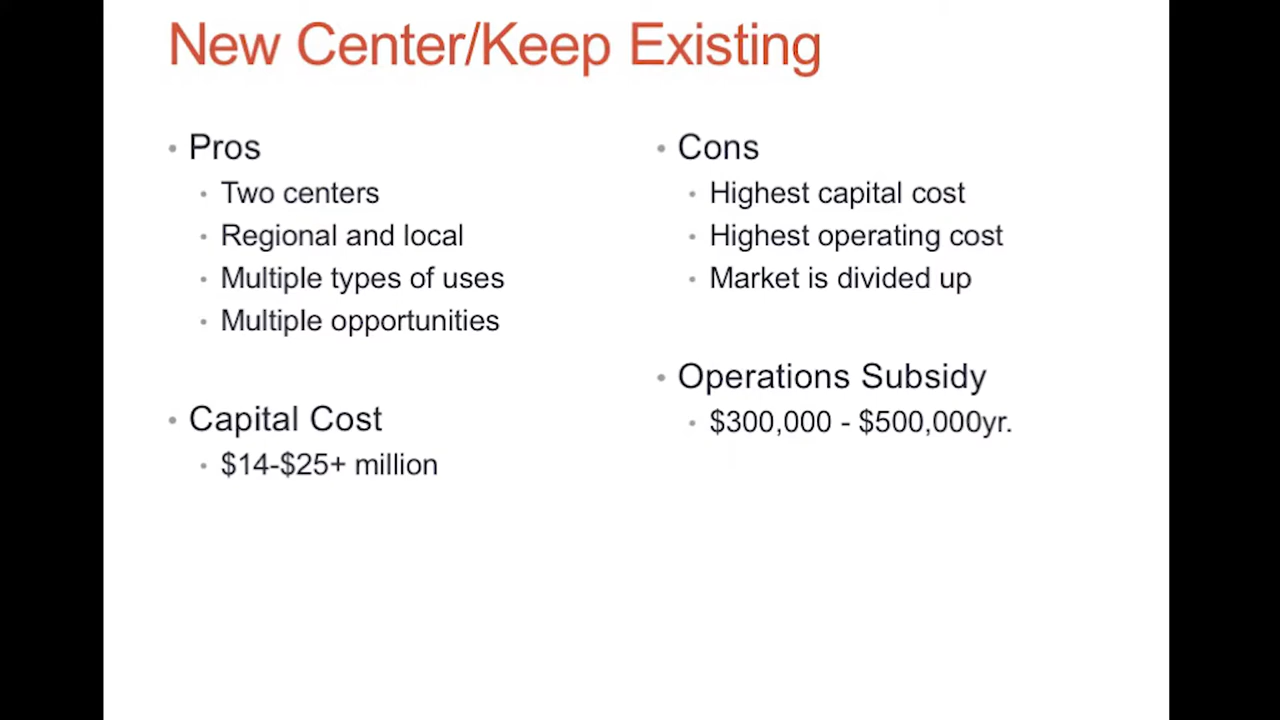 New Center/Keep Existing
• Pros
• Two centers
• Regional and local
• Multiple types of uses
• Multiple opportunities
• Capital Cost
• $14-$25+ million
• Cons
• Highest capital cost
• Highest operating cost
• Market is divided up
• Operations Subsidy
• $300,000 - $500,000yr.